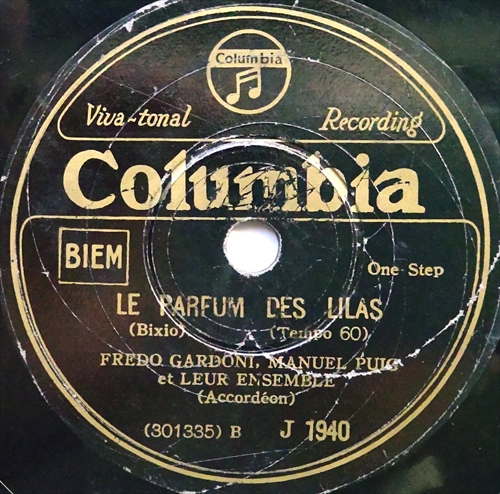 Columbia
Viva-tonal Recording
Columbia
BIEM
One Step
LE PARFUM DES LILAS
(Bixio) (Tempo 60)
FREDO GARDONI, MANUEL PUIG
et LEUR ENSEMBLE
(Accordéon)
(301335) B J 1940